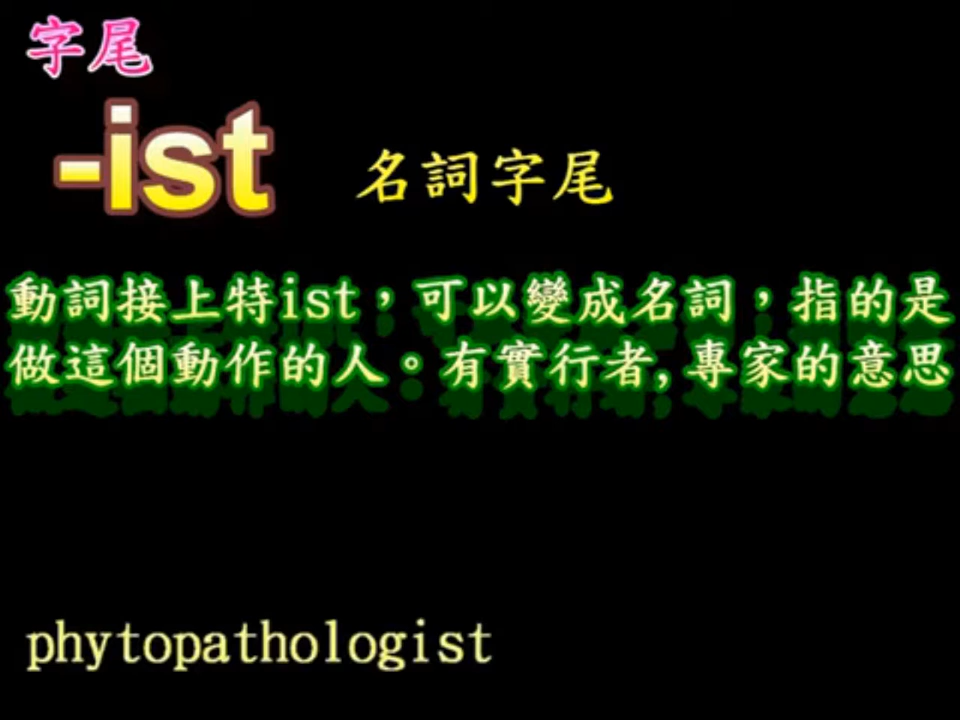 字尾
-ist 名詞字尾
動詞接上特ist，可以變成名詞，指的是
做這個動作的人。有實行者,專家的意思
phytopathologist